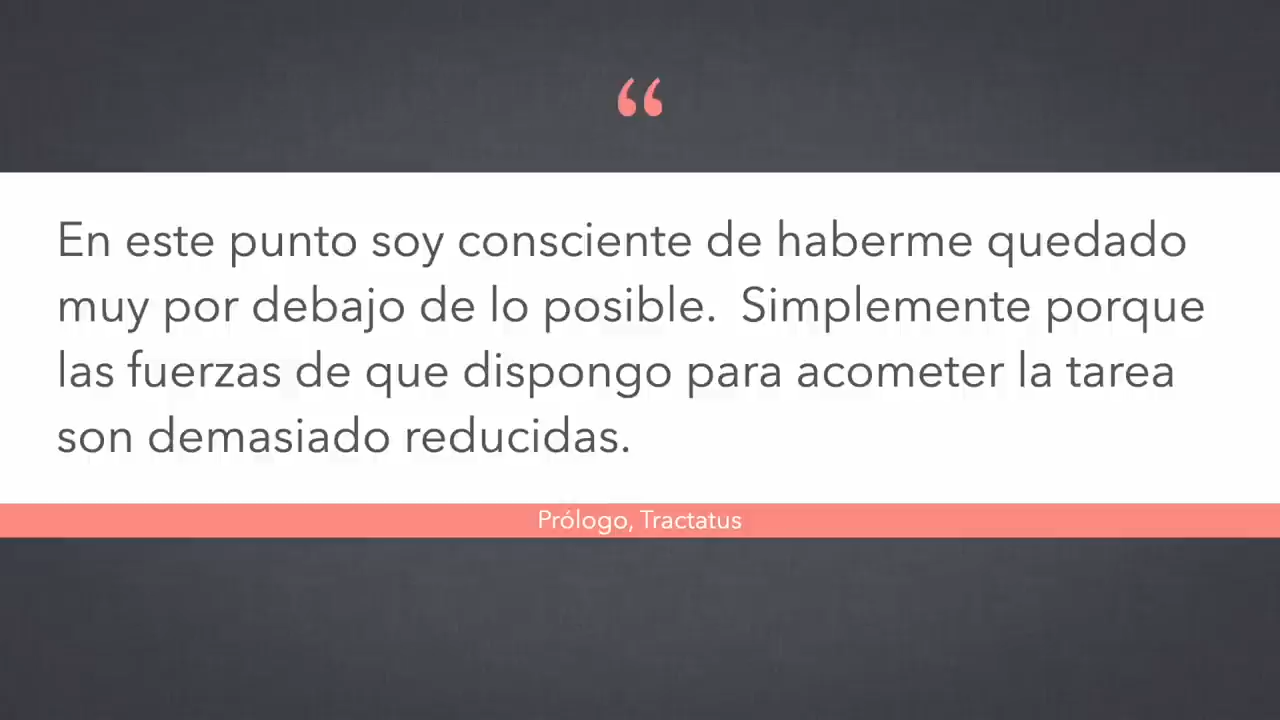 “
En este punto soy consciente de haberme quedado
muy por debajo de lo posible.  Simplemente porque
las fuerzas de que dispongo para acometer la tarea
son demasiado reducidas.
Prólogo, Tractatus